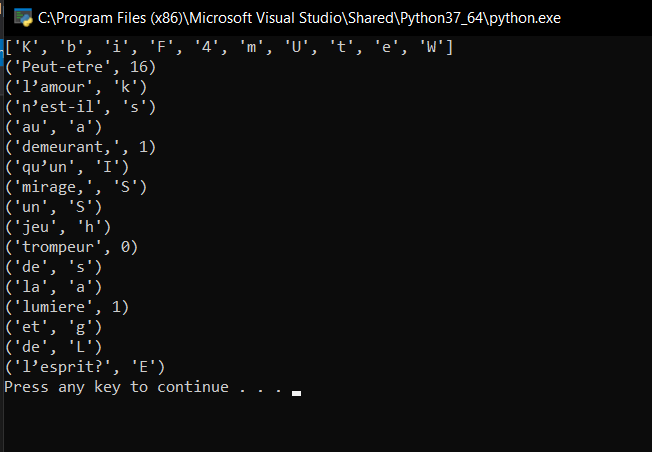 C:\Program Files (x86)\Microsoft Visual Studio\Shared\Python37_64\python.exe
['K', 'b', 'i', 'F', '4', 'm', 'U', 't', 'e', 'W']
('Peut-etre', 16)
('l’amour', 'k')
('n’est-il', 's')
('au', 'a')
('demeurant,', 1)
('qu’un', 'I')
('mirage,', 'S')
('un', 'S')
('jeu', 'h')
('trompeur', 0)
('de', 's')
('la', 'a')
('lumiere', 1)
('et', 'g')
('de', 'L')
('l’esprit?', 'E')
Press any key to continue . . .